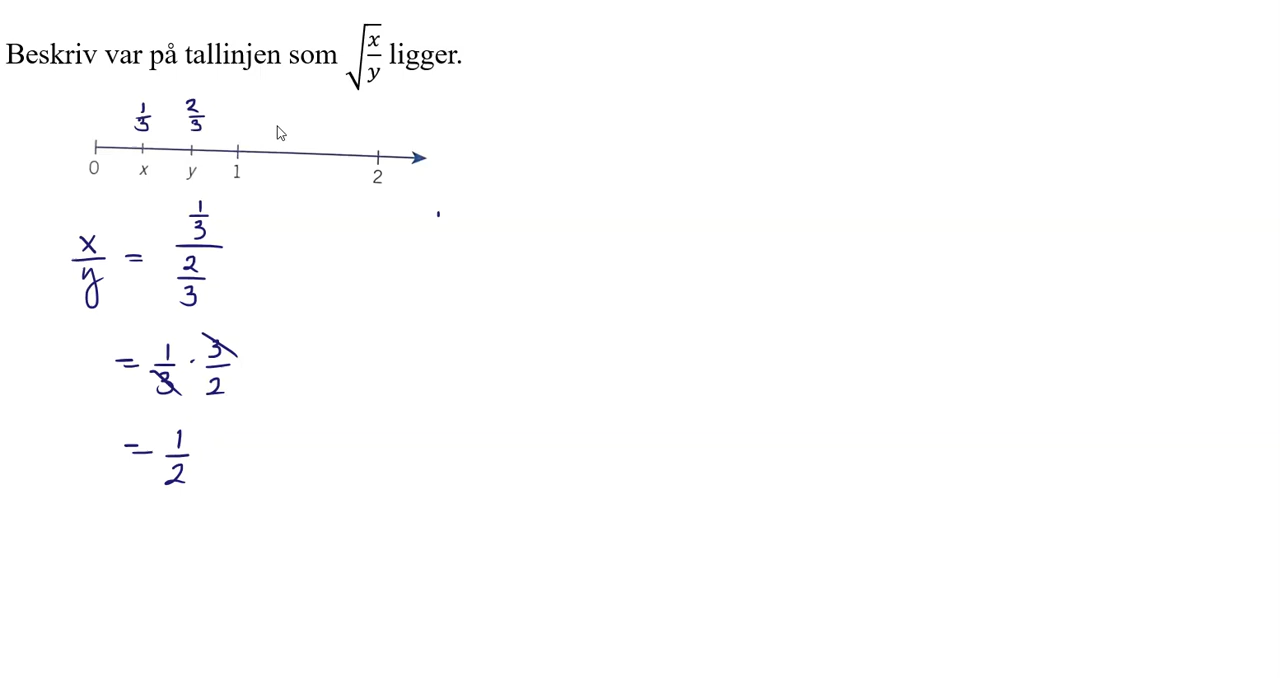 Beskriv var på tallinjen som √(x/y) ligger.
1/3 2/3
0 x y 1 2
x/y = (1/3)/(2/3)
= 1/3 · 3/2
= 1/2